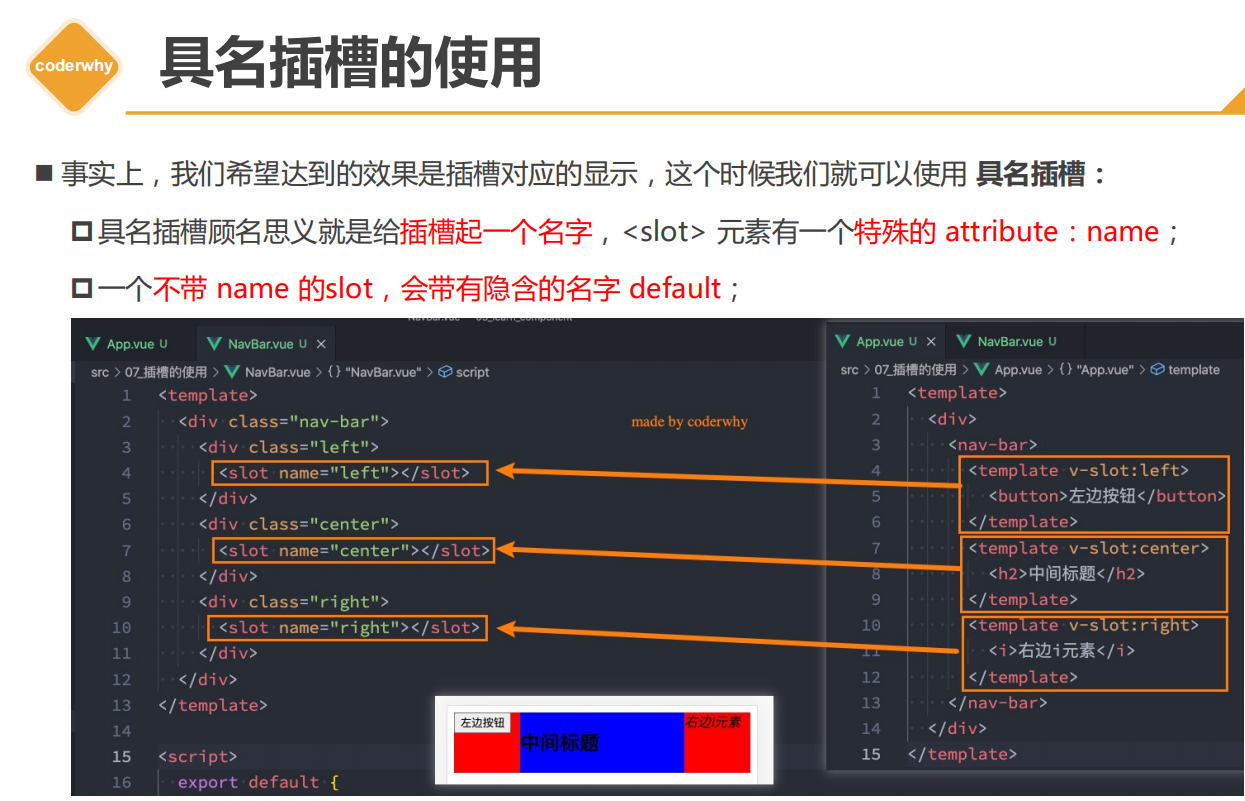 coderwhy
具名插槽的使用
事实上，我们希望达到的效果是插槽对应的显示，这个时候我们就可以使用 具名插槽：
具名插槽顾名思义就是给插槽起一个名字，<slot> 元素有一个特殊的 attribute：name；
一个不带 name 的slot，会带有隐含的名字 default；
App.vue U NavBar.vue U ×
src > 07_插槽的使用 > NavBar.vue > {} "NavBar.vue" > script
1 <template>
2 <div class="nav-bar">
3 <div class="left">
4 <slot name="left"></slot>
5 </div>
6 <div class="center">
7 <slot name="center"></slot>
8 </div>
9 <div class="right">
10 <slot name="right"></slot>
11 </div>
12 </div>
13 </template>
14
15 <script>
16 export default {
made by coderwhy
左边按钮
中间标题
右边i元素
App.vue U × NavBar.vue U
src > 07_插槽的使用 > App.vue > {} "App.vue" > template
1 <template>
2 <div>
3 <nav-bar>
4 <template v-slot:left>
5 <button>左边按钮</button>
6 </template>
7 <template v-slot:center>
8 <h2>中间标题</h2>
9 </template>
10 <template v-slot:right>
11 <i>右边i元素</i>
12 </template>
13 </nav-bar>
14 </div>
15 </template>